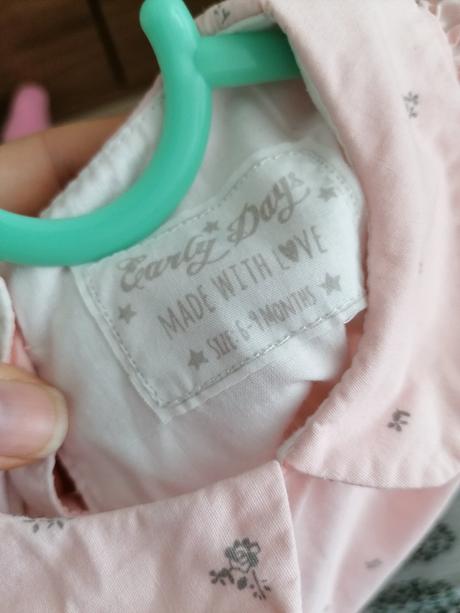 Early Days
MADE WITH LOVE
SIZE 6-9 MONTHS